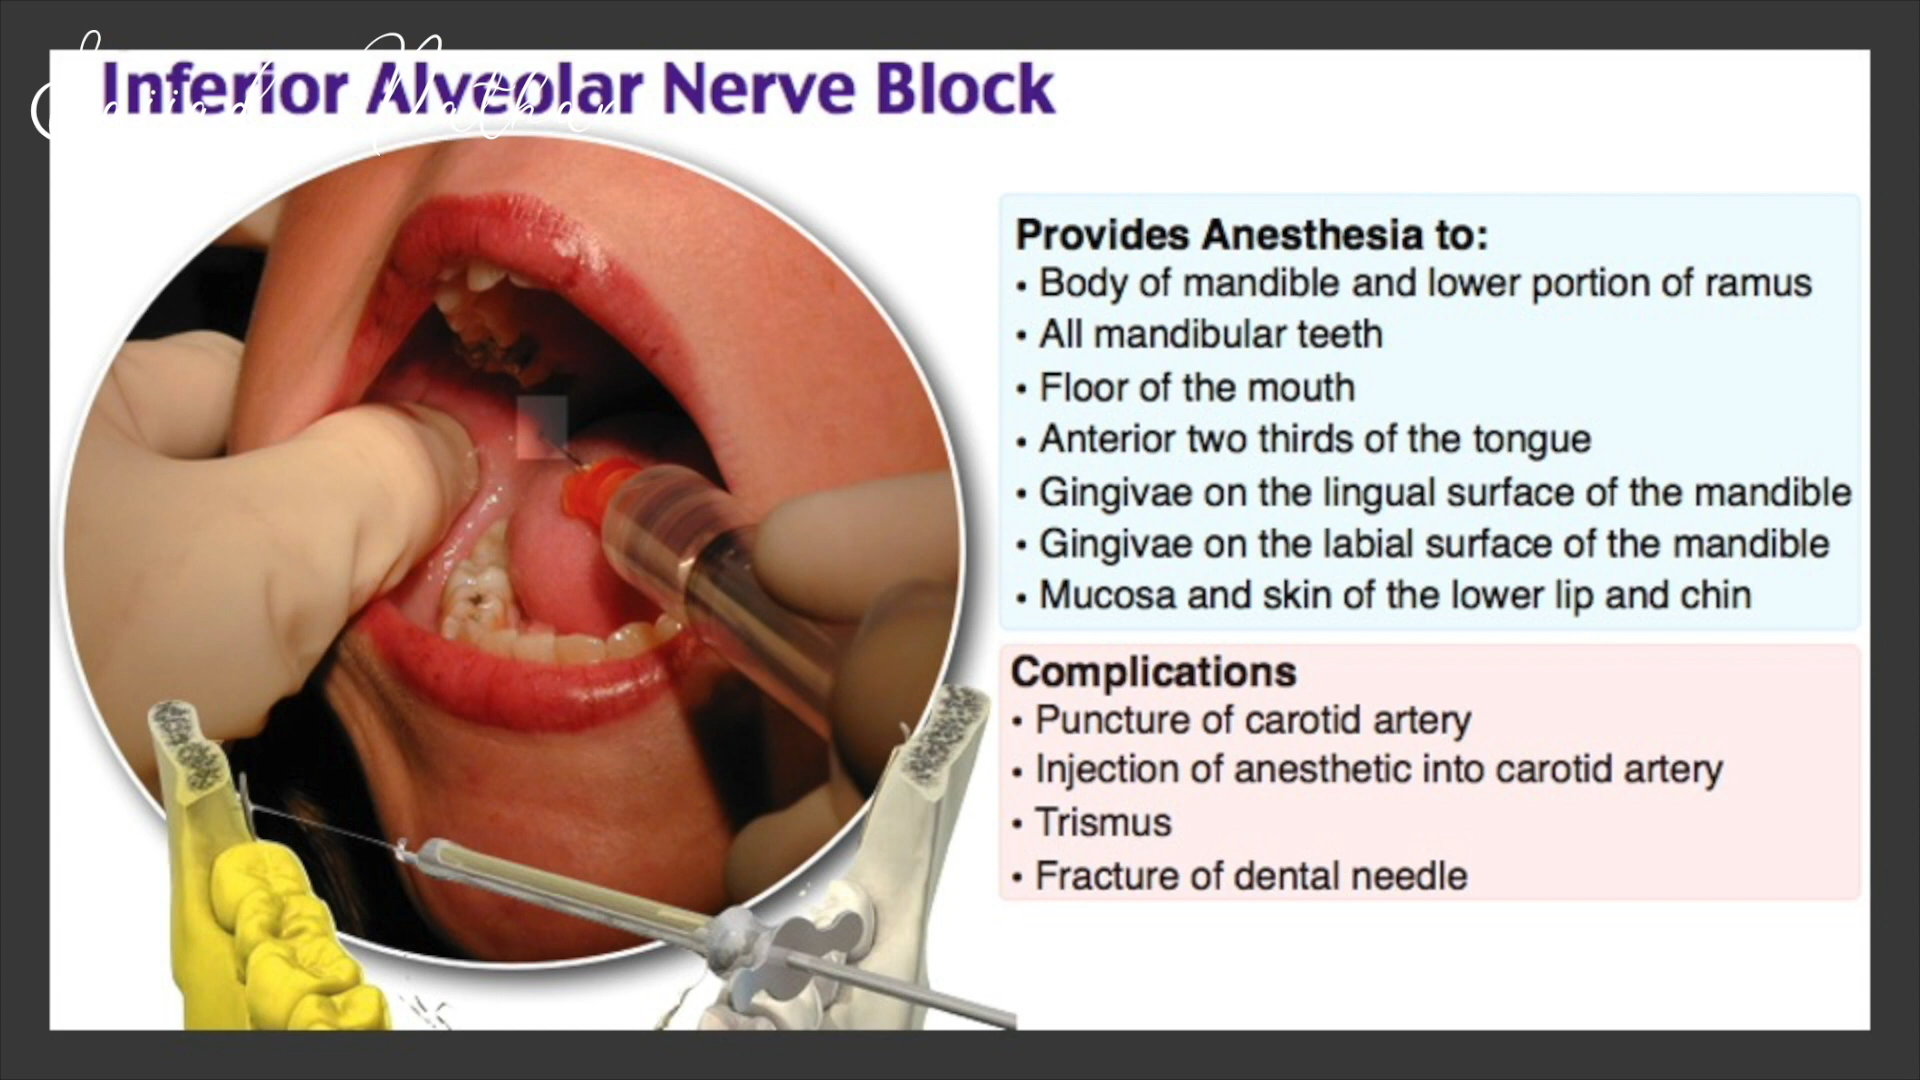 Inferior Alveolar Nerve Block
Provides Anesthesia to:
• Body of mandible and lower portion of ramus
• All mandibular teeth
• Floor of the mouth
• Anterior two thirds of the tongue
• Gingivae on the lingual surface of the mandible
• Gingivae on the labial surface of the mandible
• Mucosa and skin of the lower lip and chin
Complications
• Puncture of carotid artery
• Injection of anesthetic into carotid artery
• Trismus
• Fracture of dental needle